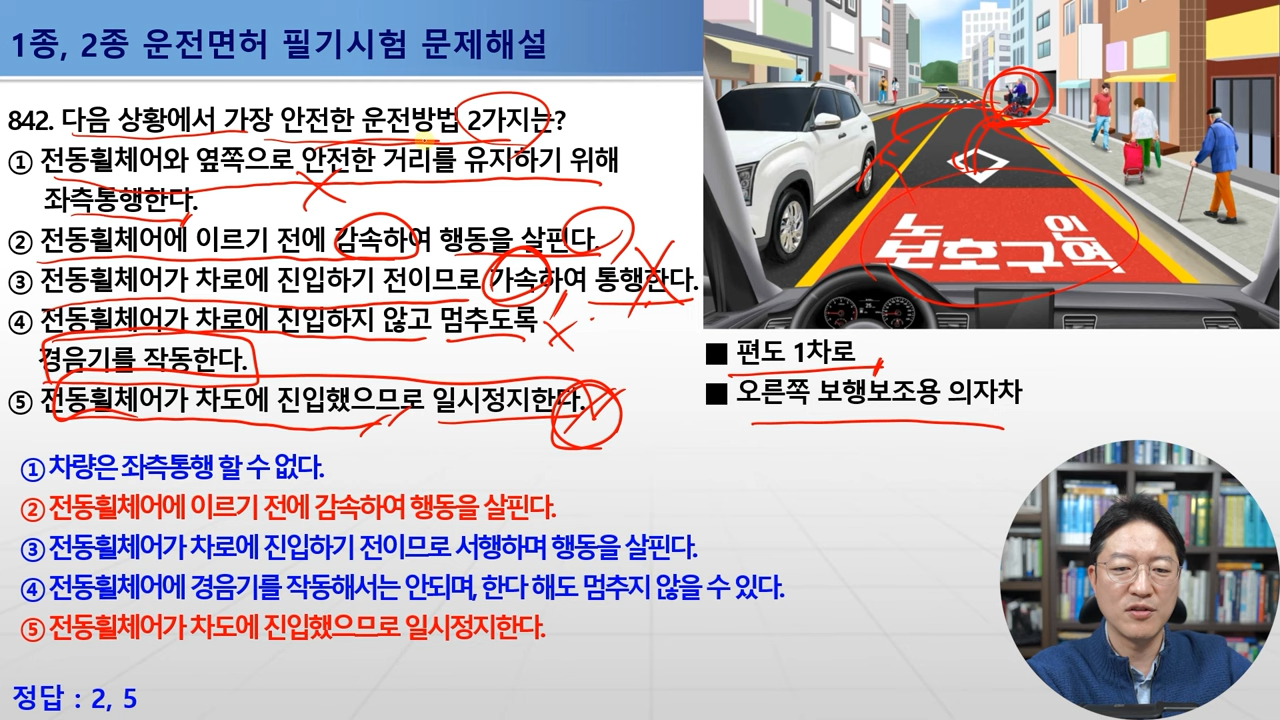 1종, 2종 운전면허 필기시험 문제해설
842. 다음 상황에서 가장 안전한 운전방법 2가지는?
① 전동휠체어와 옆쪽으로 안전한 거리를 유지하기 위해
좌측통행한다.
② 전동휠체어에 이르기 전에 감속하여 행동을 살핀다.
③ 전동휠체어가 차로에 진입하기 전이므로 가속하여 통행한다.
④ 전동휠체어가 차로에 진입하지 않고 멈추도록
경음기를 작동한다.
⑤ 전동휠체어가 차도에 진입했으므로 일시정지한다.
노인
보호구역
■ 편도 1차로
■ 오른쪽 보행보조용 의자차
① 차량은 좌측통행 할 수 없다.
② 전동휠체어에 이르기 전에 감속하여 행동을 살핀다.
③ 전동휠체어가 차로에 진입하기 전이므로 서행하며 행동을 살핀다.
④ 전동휠체어에 경음기를 작동해서는 안되며, 한다 해도 멈추지 않을 수 있다.
⑤ 전동휠체어가 차도에 진입했으므로 일시정지한다.
정답 : 2, 5